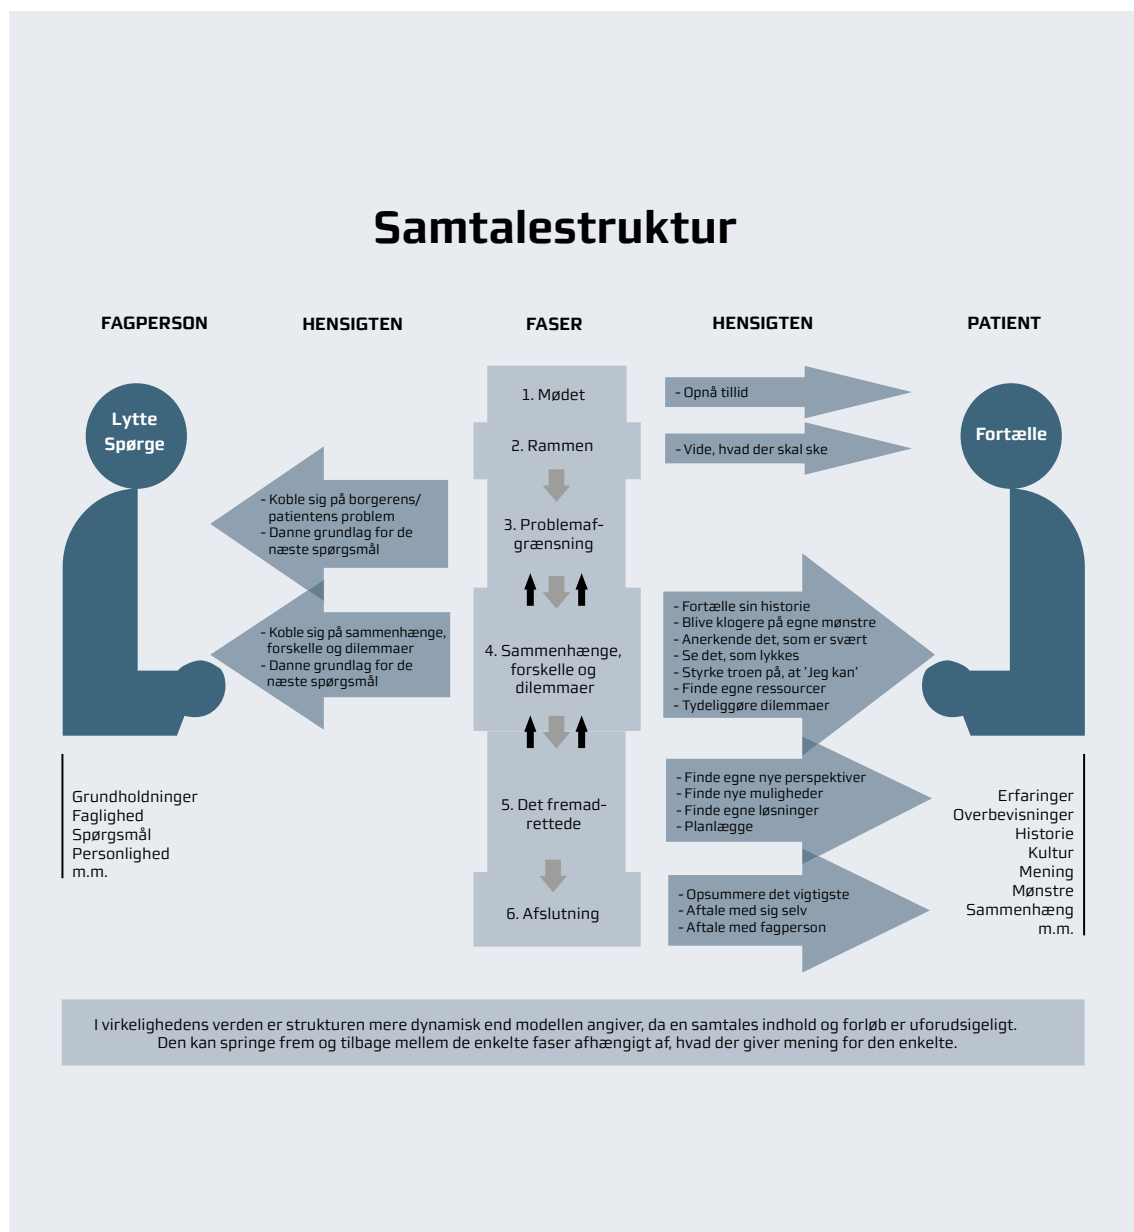 Samtalestruktur
FAGPERSON
HENSIGTEN
FASER
HENSIGTEN
PATIENT
Lytte
Spørge
Fortælle
1. Mødet
- Opnå tillid
2. Rammen
- Vide, hvad der skal ske
- Koble sig på borgerens/
patientens problem
- Danne grundlag for de
næste spørgsmål
3. Problemaf-
grænsning
- Koble sig på sammenhænge,
forskelle og dilemmaer
- Danne grundlag for de
næste spørgsmål
4. Sammenhænge,
forskelle og
dilemmaer
- Fortælle sin historie
- Blive klogere på egne mønstre
- Anerkende det, som er svært
- Se det, som lykkes
- Styrke troen på, at ’Jeg kan’
- Finde egne ressourcer
- Tydeliggøre dilemmaer
5. Det fremad-
rettede
- Finde egne nye perspektiver
- Finde nye muligheder
- Finde egne løsninger
- Planlægge
6. Afslutning
- Opsummere det vigtigste
- Aftale med sig selv
- Aftale med fagperson
Grundholdninger
Faglighed
Spørgsmål
Personlighed
m.m.
Erfaringer
Overbevisninger
Historie
Kultur
Mening
Mønstre
Sammenhæng
m.m.
I virkelighedens verden er strukturen mere dynamisk end modellen angiver, da en samtales indhold og forløb er uforudsigeligt.
Den kan springe frem og tilbage mellem de enkelte faser afhængigt af, hvad der giver mening for den enkelte.